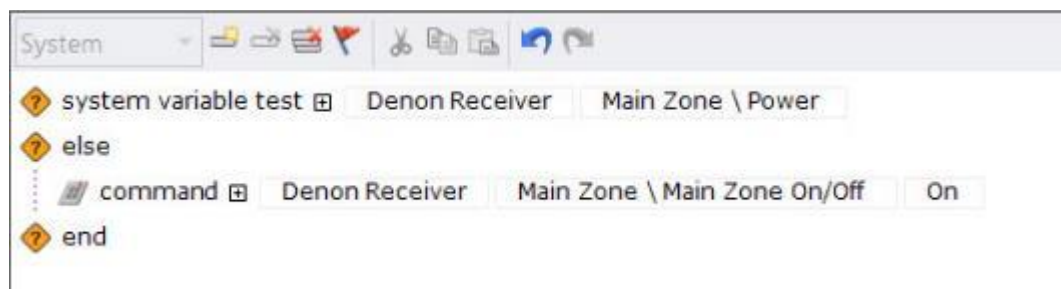 System
system variable test Denon Receiver Main Zone \ Power
else
command Denon Receiver Main Zone \ Main Zone On/Off On
end